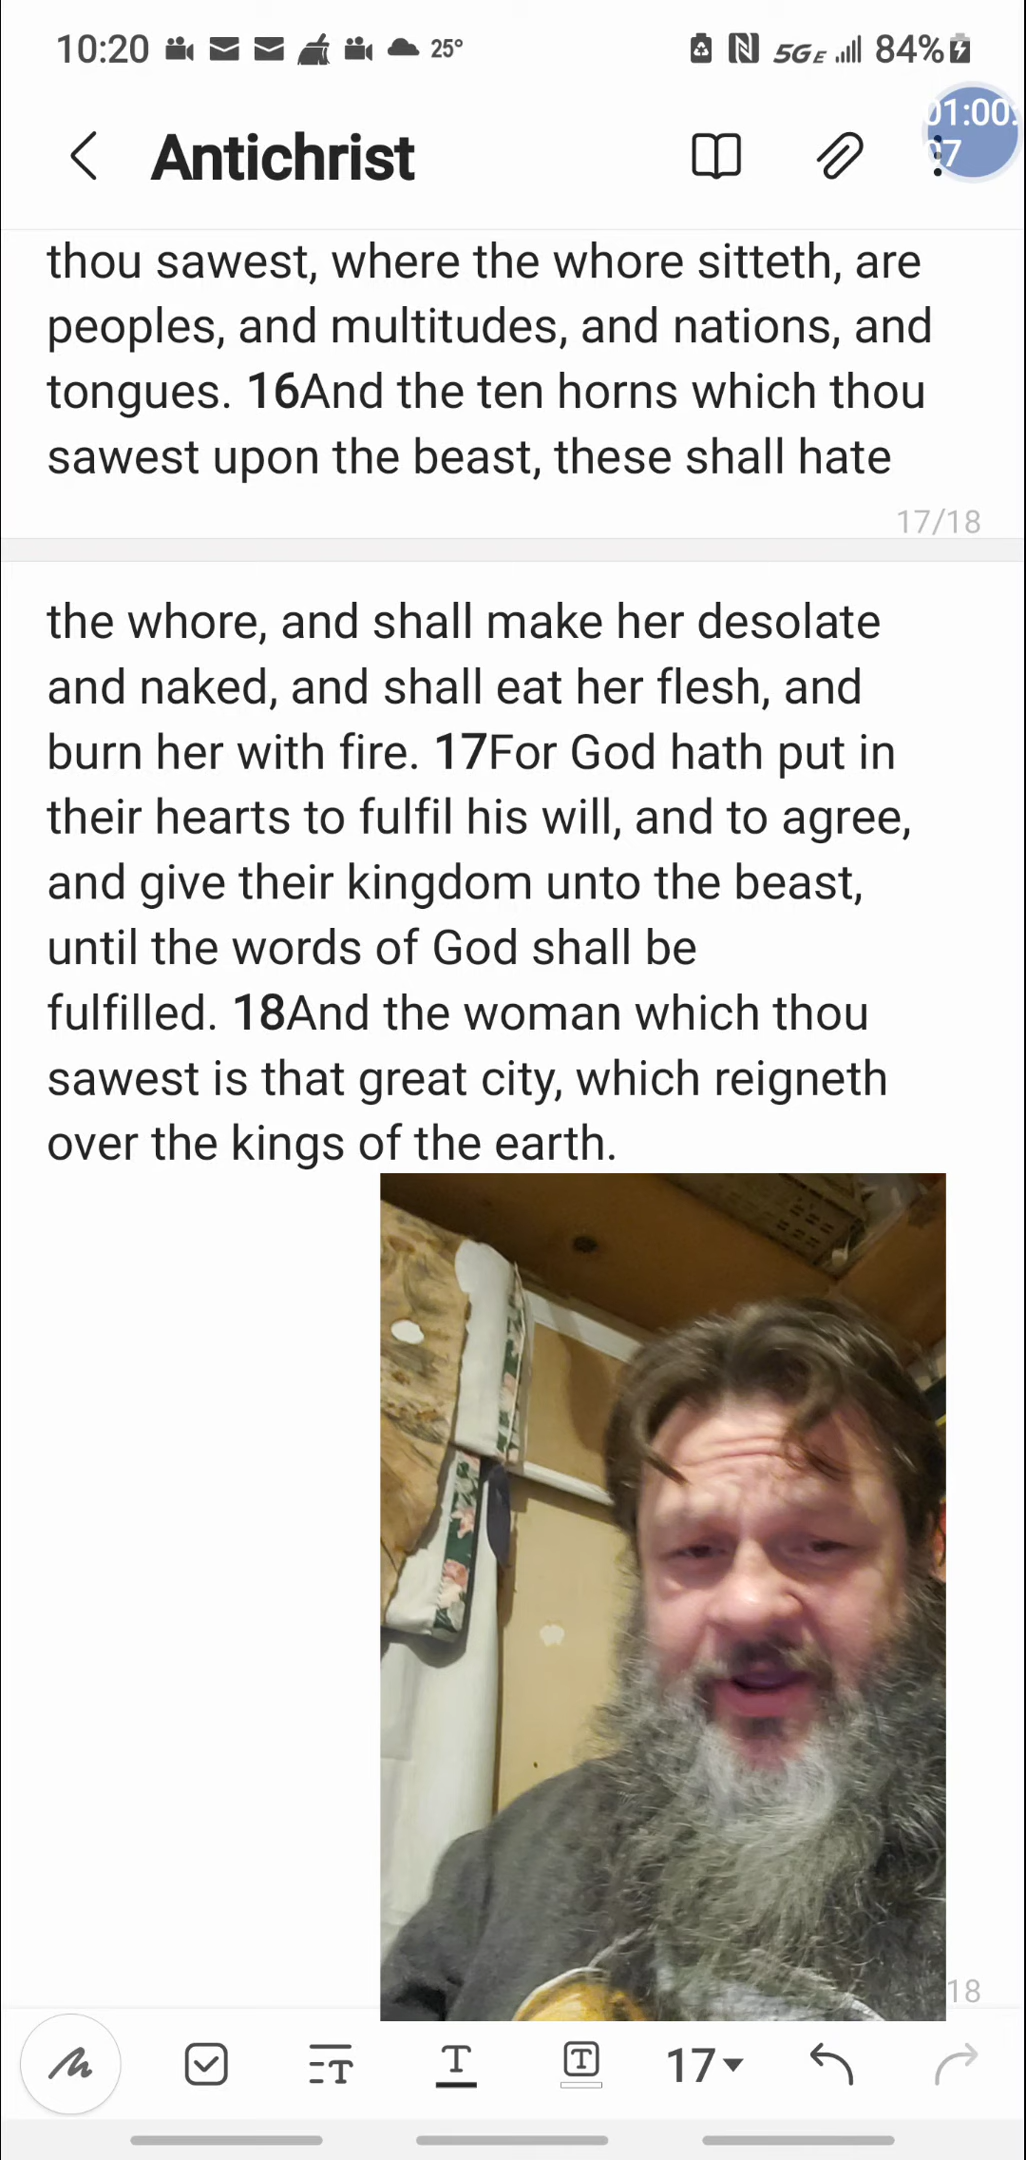 10:20 25° 5GE 84%
01:00:
07
Antichrist
thou sawest, where the whore sitteth, are
peoples, and multitudes, and nations, and
tongues. 16And the ten horns which thou
sawest upon the beast, these shall hate
17/18
the whore, and shall make her desolate
and naked, and shall eat her flesh, and
burn her with fire. 17For God hath put in
their hearts to fulfil his will, and to agree,
and give their kingdom unto the beast,
until the words of God shall be
fulfilled. 18And the woman which thou
sawest is that great city, which reigneth
over the kings of the earth.
18
17